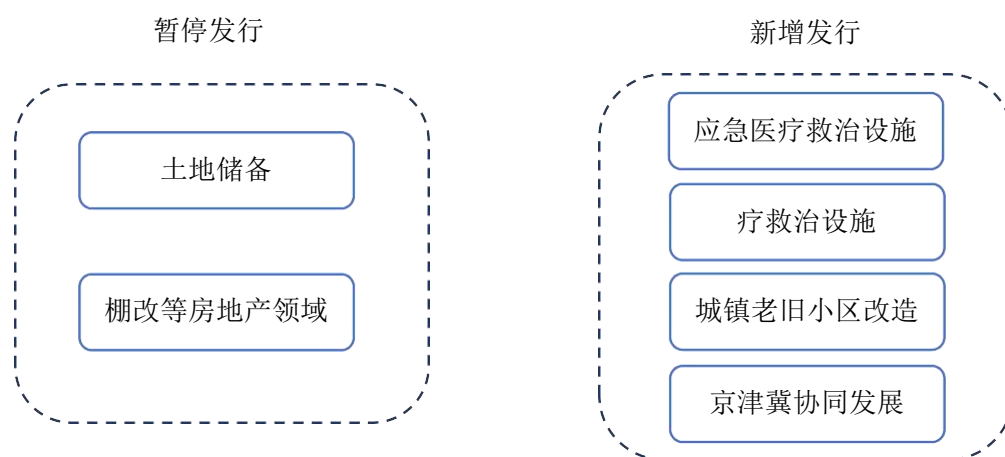 暂停发行
土地储备
棚改等房地产领域
新增发行
应急医疗救治设施
疗救治设施
城镇老旧小区改造
京津冀协同发展